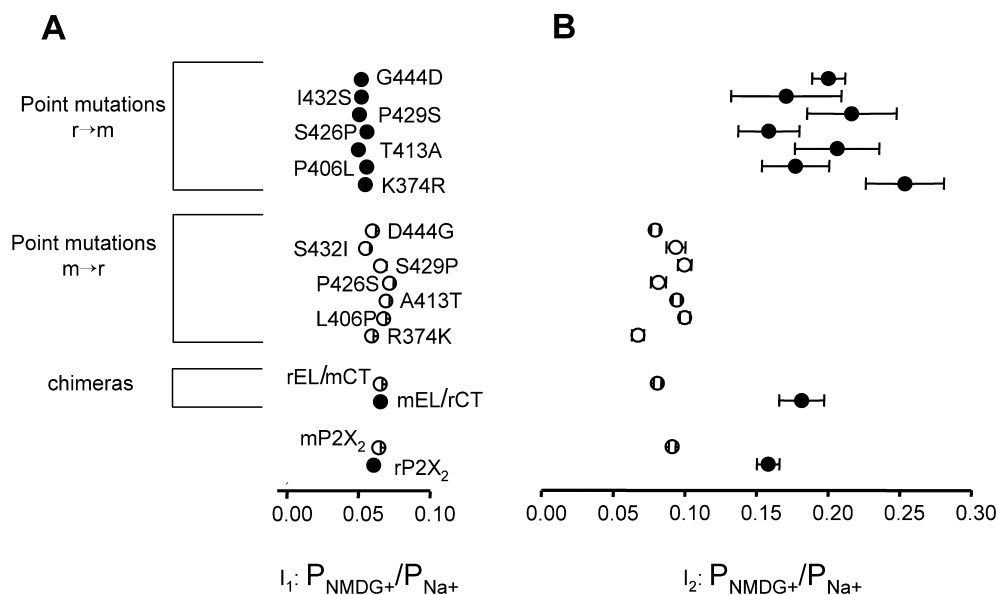 A
B
Point mutations
r→m
G444D
I432S
P429S
S426P
T413A
P406L
K374R
Point mutations
m→r
D444G
S432I
S429P
P426S
A413T
L406P
R374K
chimeras
rEL/mCT
mEL/rCT
mP2X2
rP2X2
0.00 0.05 0.10
0.00 0.05 0.10 0.15 0.20 0.25 0.30
I1: PNMDG+/PNa+
I2: PNMDG+/PNa+